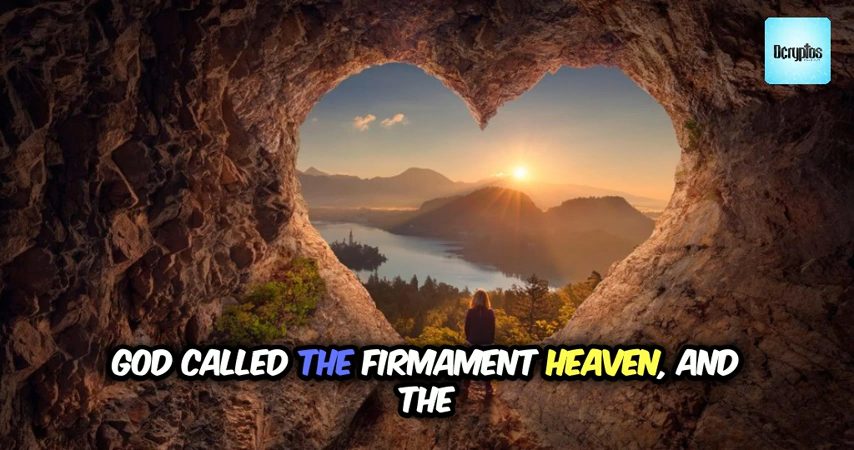 Dcryptos
GOD CALLED THE FIRMAMENT HEAVEN, AND
THE